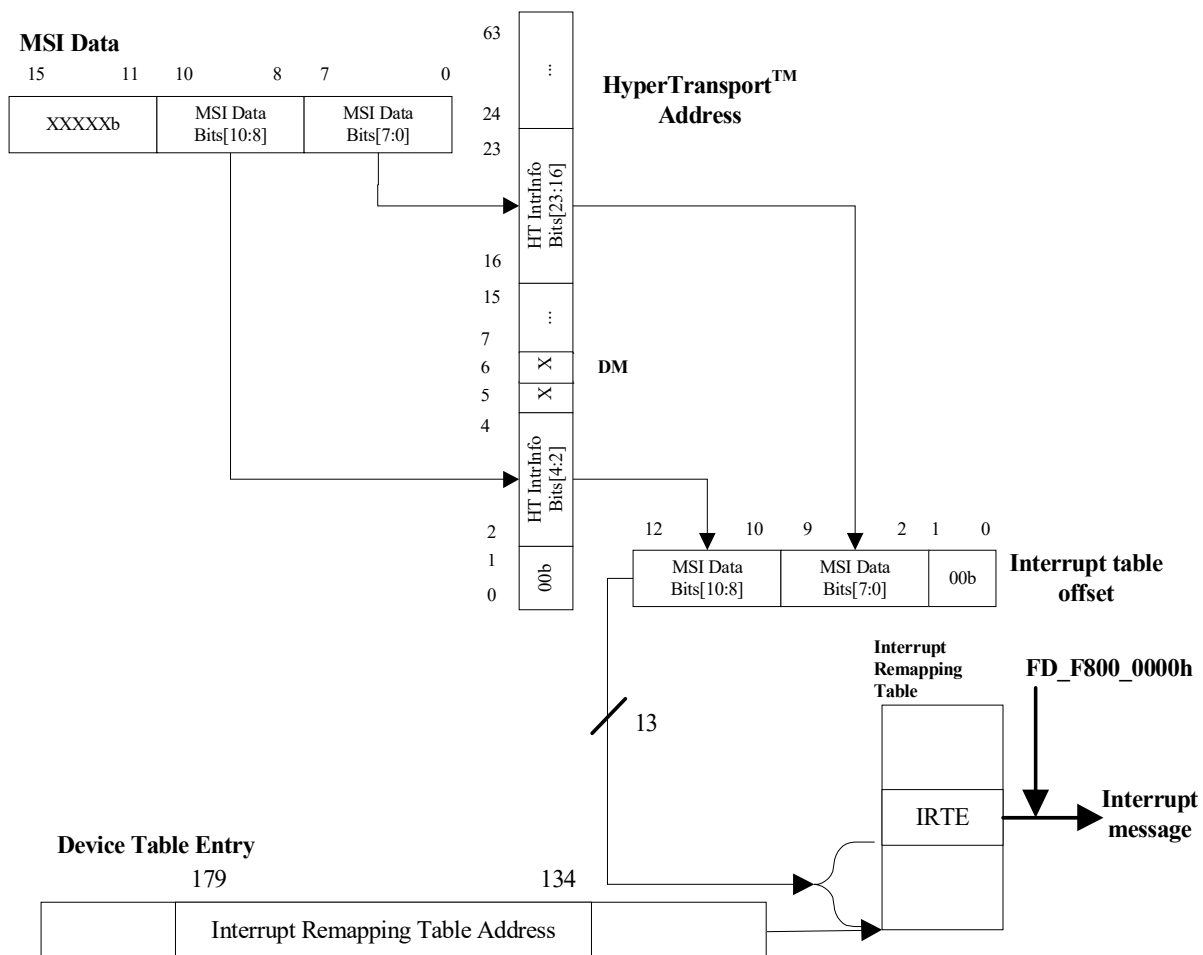 MSI Data
15 11 10 8 7 0
XXXXXb
MSI Data
Bits[10:8]
MSI Data
Bits[7:0]
63
...
24
HyperTransport™
Address
23
HT IntrInfo
Bits[23:16]
16
15
...
7
6
X
DM
5
X
4
HT IntrInfo
Bits[4:2]
2
1
00b
0
12 10 9 2 1 0
MSI Data
Bits[10:8]
MSI Data
Bits[7:0]
00b
Interrupt table
offset
Interrupt
Remapping
Table
FD_F800_0000h
13
IRTE
Interrupt
message
Device Table Entry
179 134
Interrupt Remapping Table Address